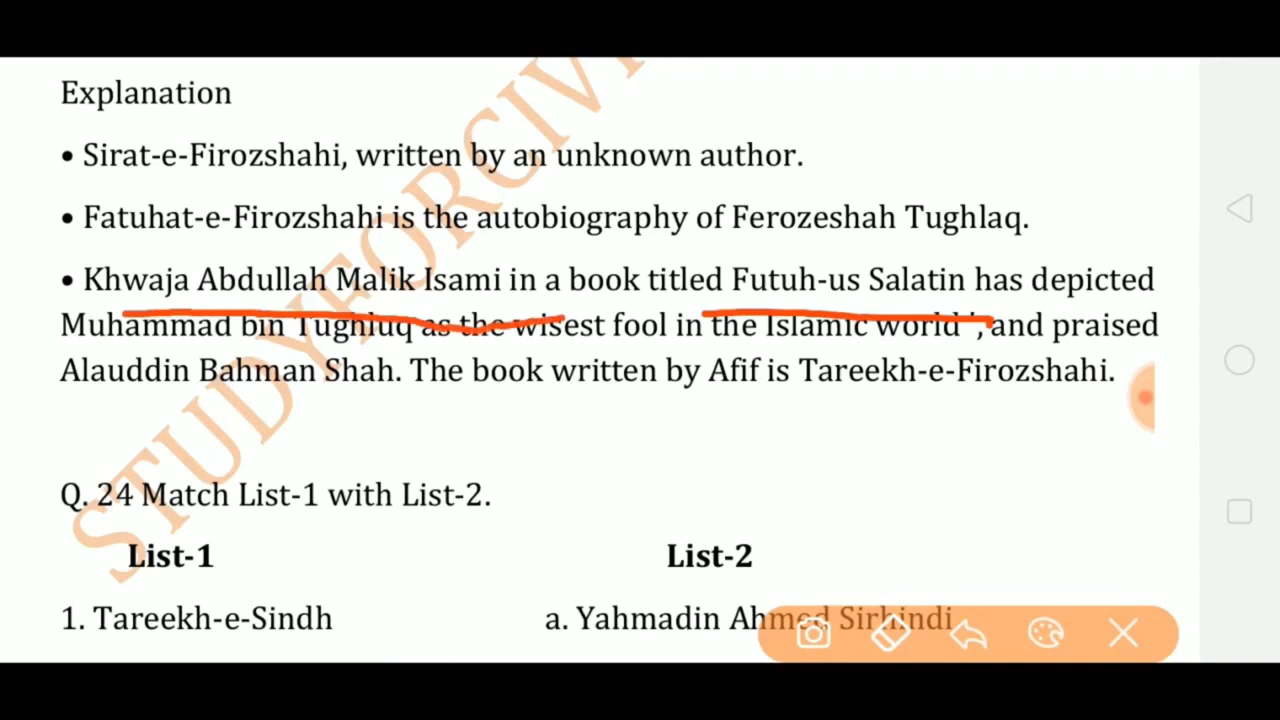 Explanation
• Sirat-e-Firozshahi, written by an unknown author.
• Fatuhat-e-Firozshahi is the autobiography of Ferozeshah Tughlaq.
• Khwaja Abdullah Malik Isami in a book titled Futuh-us Salatin has depicted
Muhammad bin Tughluq as the wisest fool in the Islamic world ', and praised
Alauddin Bahman Shah. The book written by Afif is Tareekh-e-Firozshahi.
Q. 24 Match List-1 with List-2.
List-1 List-2
1. Tareekh-e-Sindh a. Yahmadin Ahmed Sirhindi
STUDYFORCIV